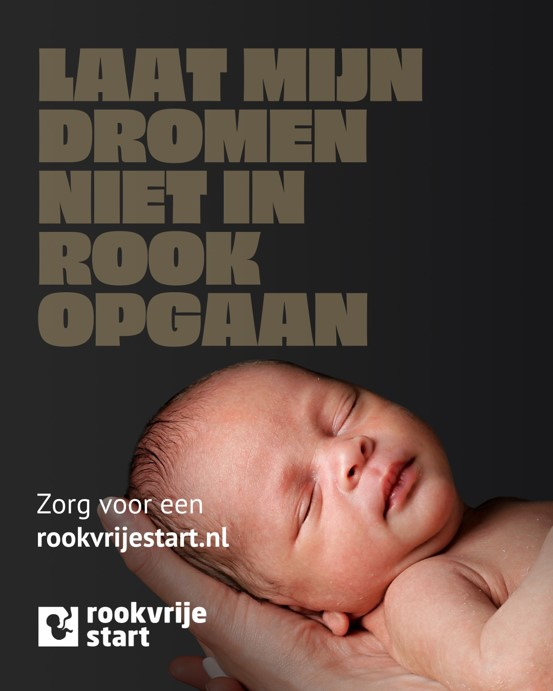 LAAT MIJN
DROMEN
NIET IN
ROOK
OPGAAN
Zorg voor een
rookvrijestart.nl
rookvrije
start